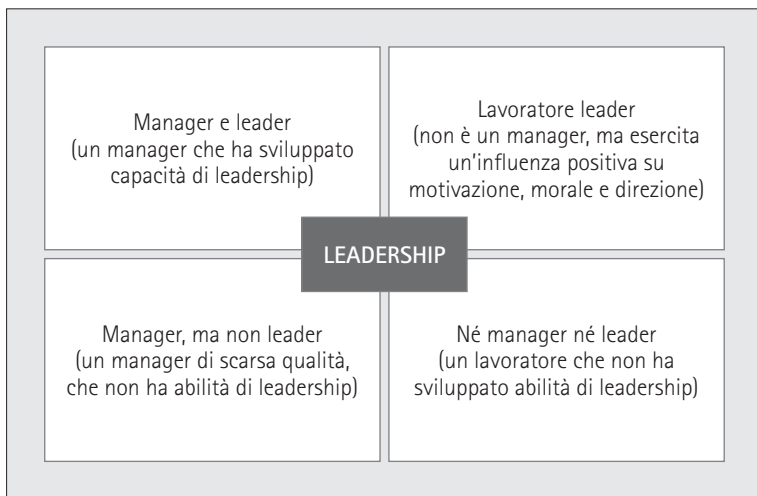 Manager e leader
(un manager che ha sviluppato
capacità di leadership)
Lavoratore leader
(non è un manager, ma esercita
un'influenza positiva su
motivazione, morale e direzione)
LEADERSHIP
Manager, ma non leader
(un manager di scarsa qualità,
che non ha abilità di leadership)
Né manager né leader
(un lavoratore che non ha
sviluppato abilità di leadership)